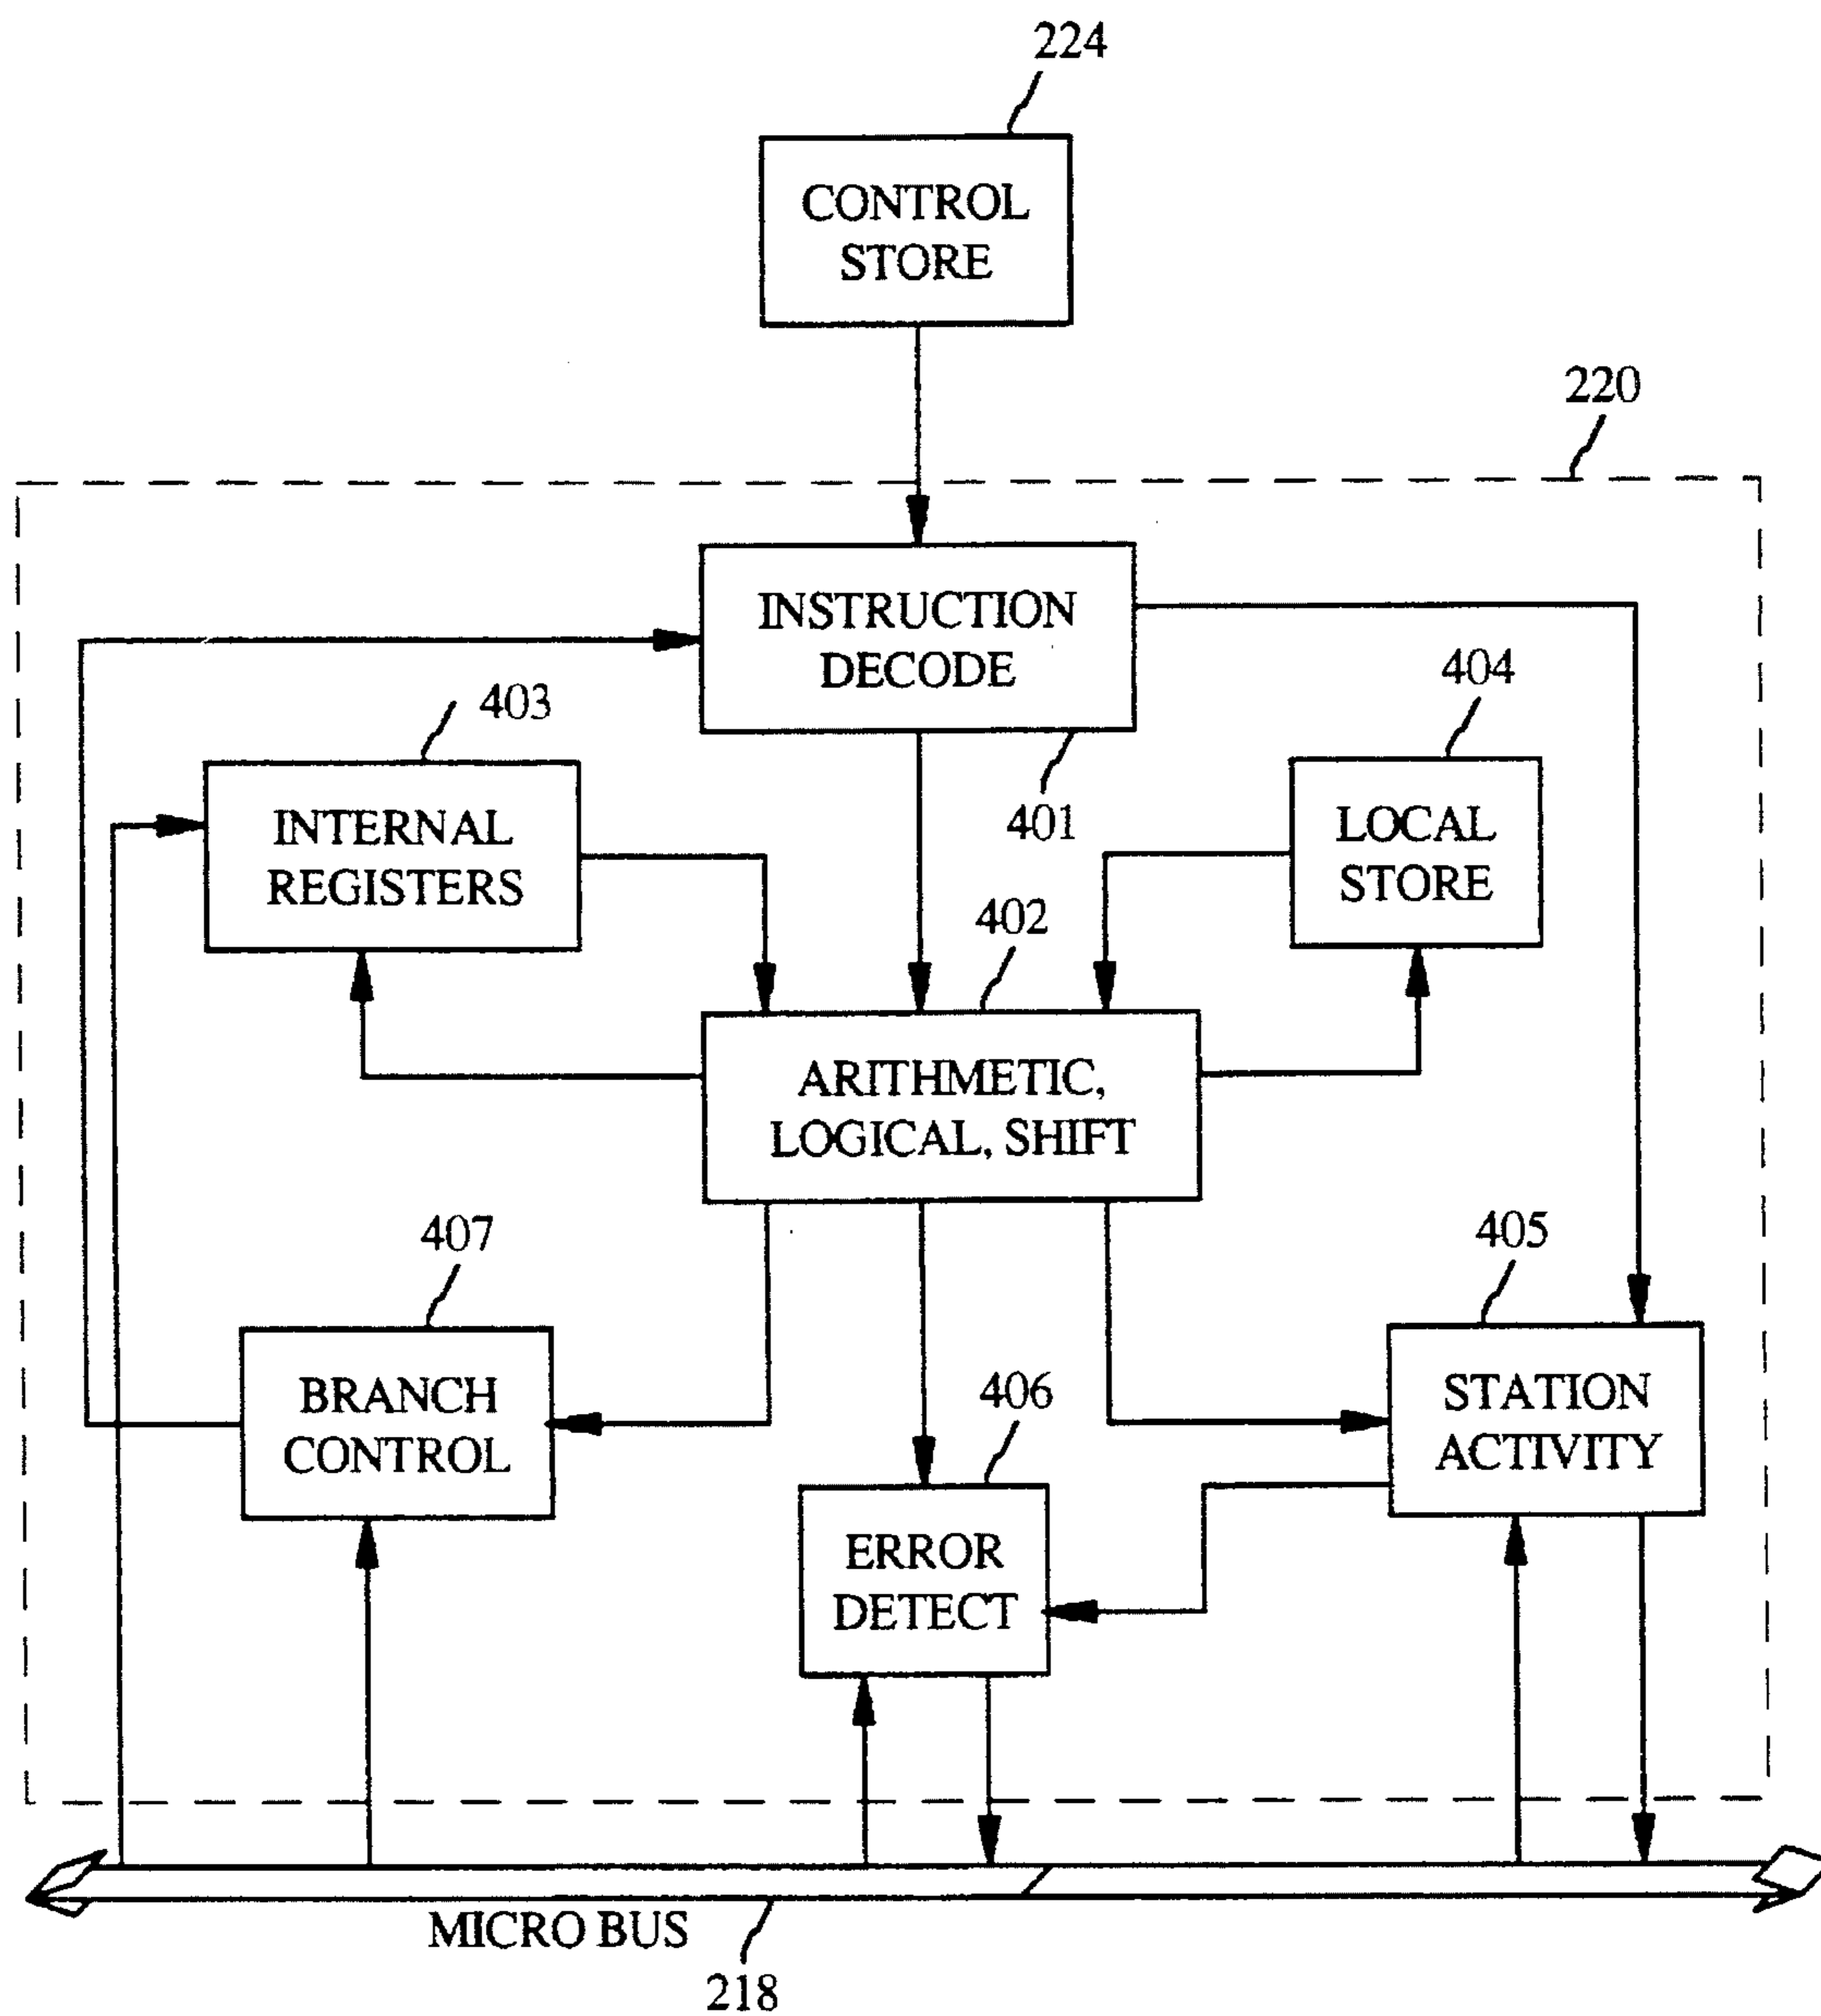 224
CONTROL
STORE
220
INSTRUCTION
DECODE
401
403
INTERNAL
REGISTERS
404
LOCAL
STORE
402
ARITHMETIC,
LOGICAL, SHIFT
407
BRANCH
CONTROL
405
STATION
ACTIVITY
406
ERROR
DETECT
MICRO BUS
218